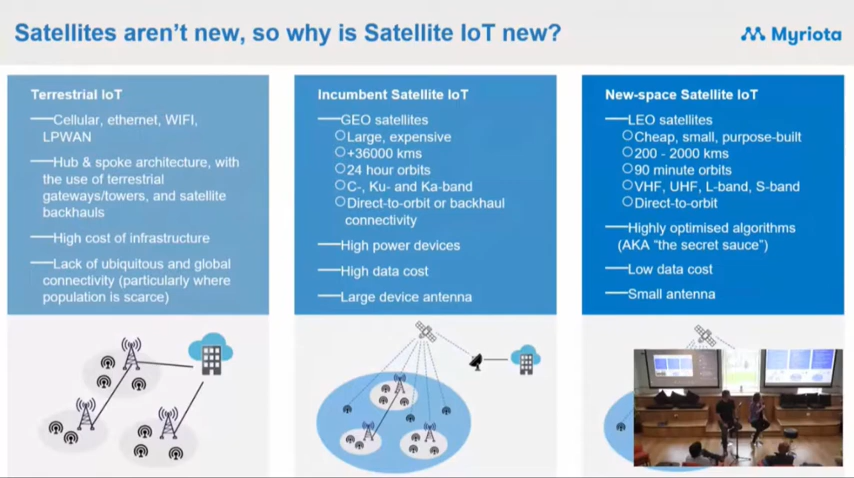 Satellites aren't new, so why is Satellite IoT new?
Myriota
Terrestrial IoT
Cellular, ethernet, WIFI,
LPWAN
Hub & spoke architecture, with
the use of terrestrial
gateways/towers, and satellite
backhauls
High cost of infrastructure
Lack of ubiquitous and global
connectivity (particularly where
population is scarce)
Incumbent Satellite IoT
GEO satellites
Large, expensive
+36000 kms
24 hour orbits
C-, Ku- and Ka-band
Direct-to-orbit or backhaul
connectivity
High power devices
High data cost
Large device antenna
New-space Satellite IoT
LEO satellites
Cheap, small, purpose-built
200 - 2000 kms
90 minute orbits
VHF, UHF, L-band, S-band
Direct-to-orbit
Highly optimised algorithms
(AKA "the secret sauce")
Low data cost
Small antenna